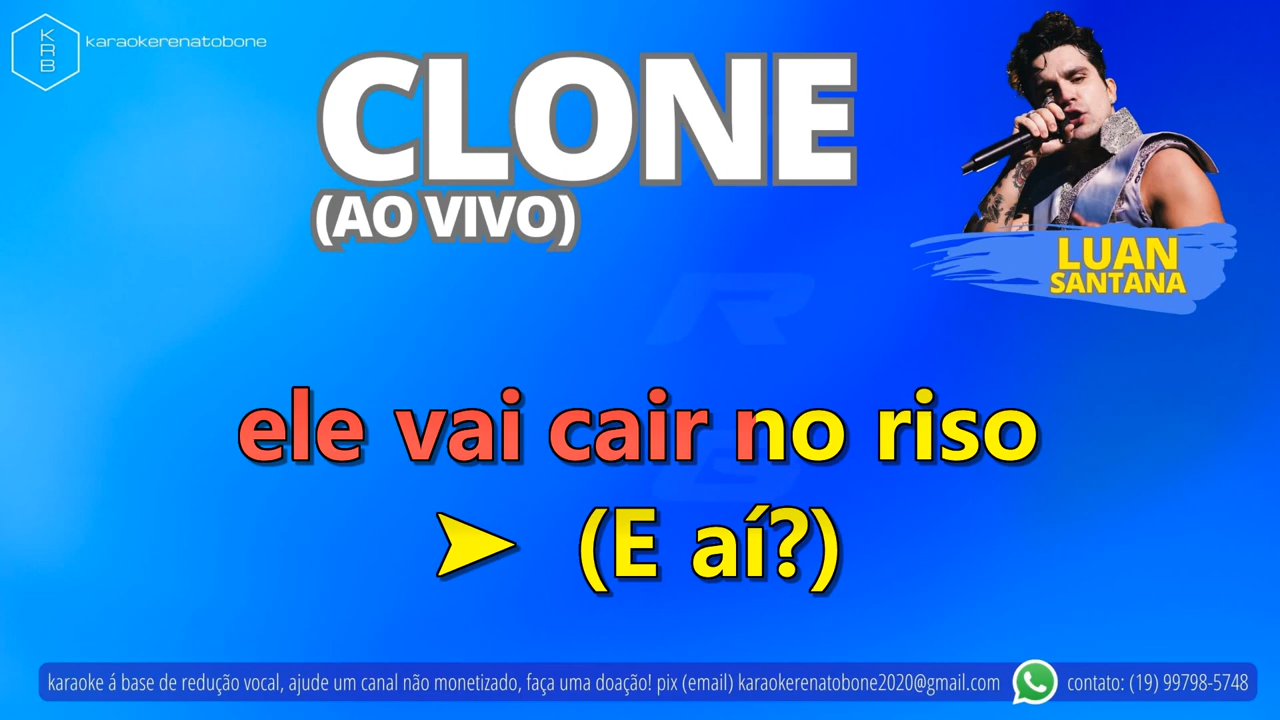 KRB
karaokerenatobone
CLONE
(AO VIVO)
LUAN
SANTANA
R
B
ele vai cair no riso
➤ (E aí?)
karaoke á base de redução vocal, ajude um canal não monetizado, faça uma doação! pix (email) karaokerenatobone2020@gmail.com contato: (19) 99798-5748